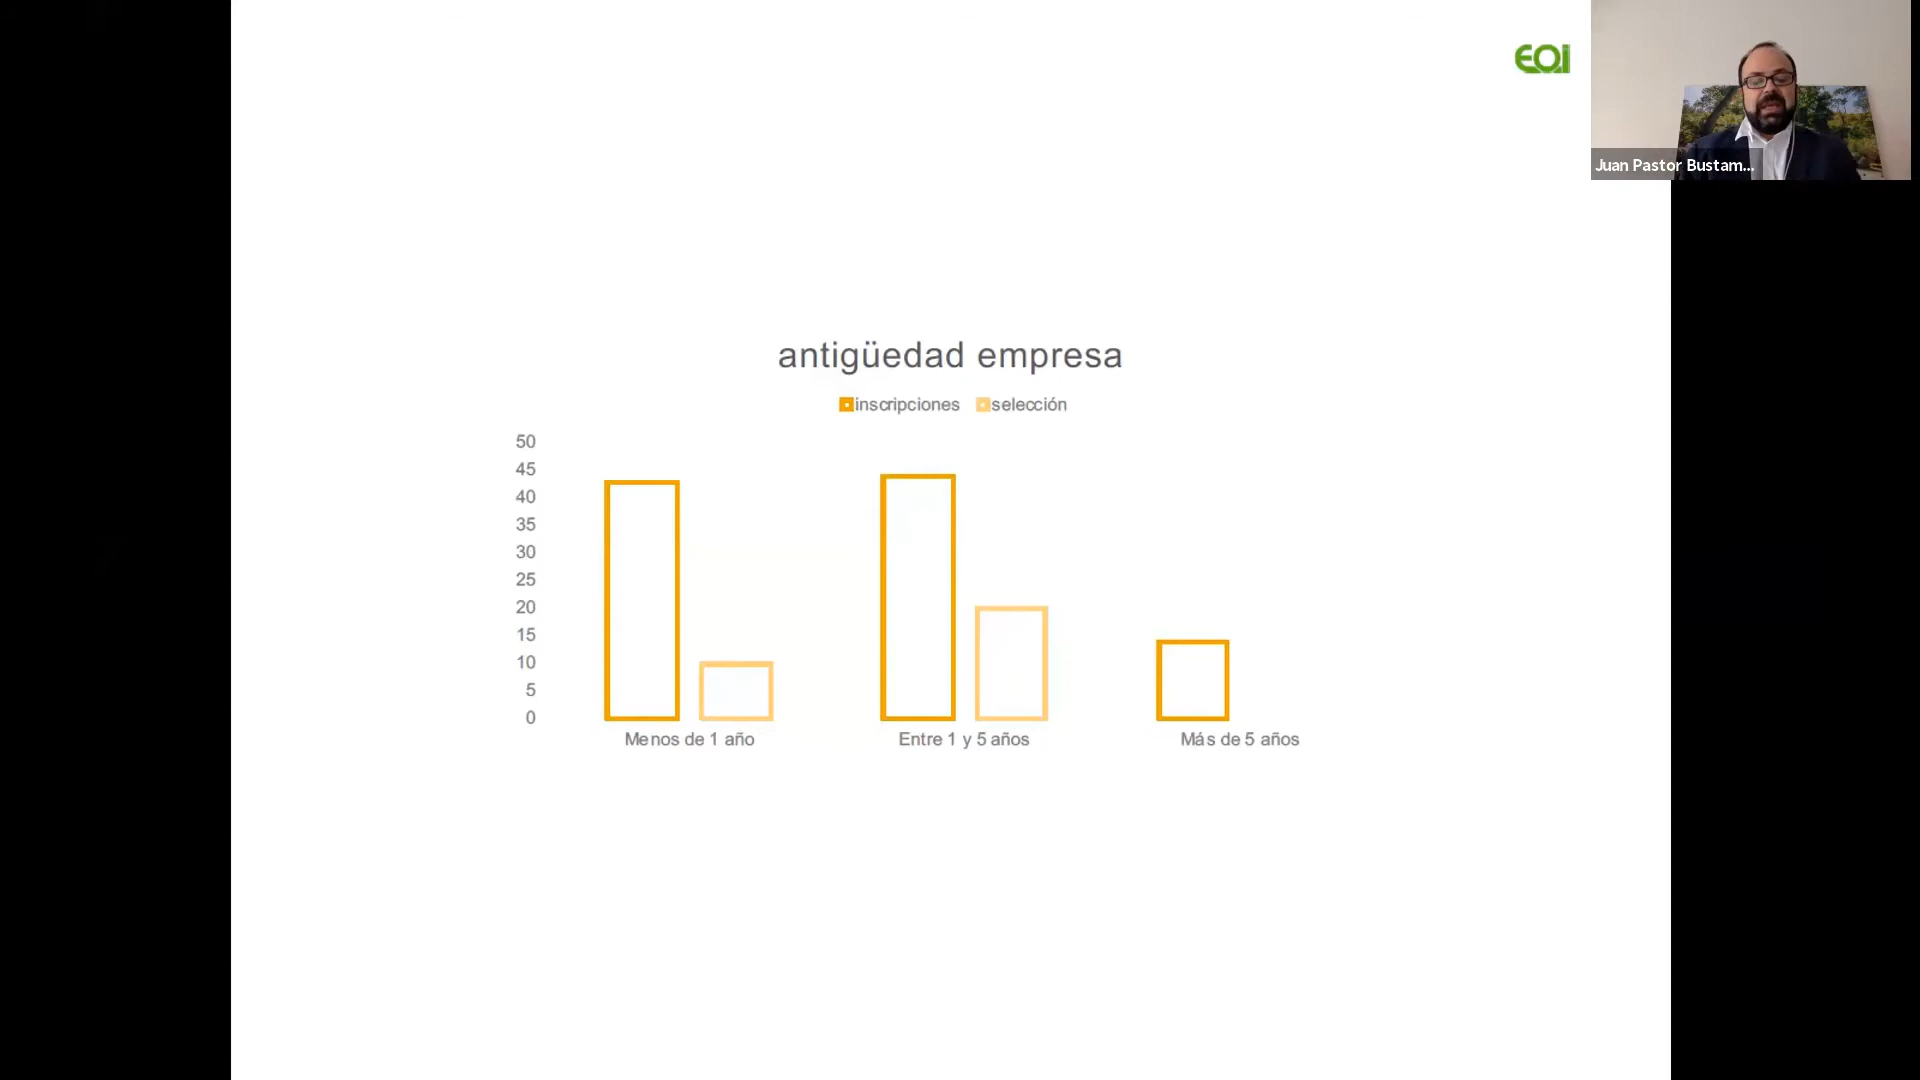 EOI
Juan Pastor Bustam...
antigüedad empresa
inscripciones selección
50
45
40
35
30
25
20
15
10
5
0
Menos de 1 año Entre 1 y 5 años Más de 5 años